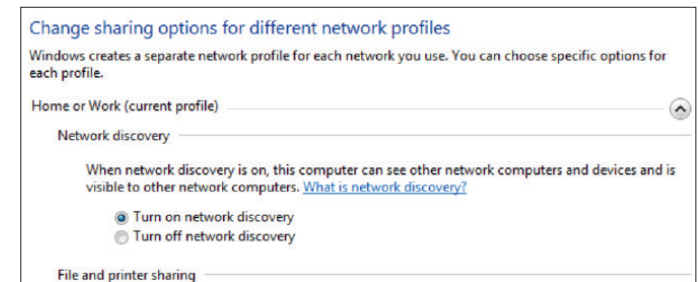 Change sharing options for different network profiles
Windows creates a separate network profile for each network you use. You can choose specific options for
each profile.
Home or Work (current profile)
Network discovery
When network discovery is on, this computer can see other network computers and devices and is
visible to other network computers. What is network discovery?
Turn on network discovery
Turn off network discovery
File and printer sharing